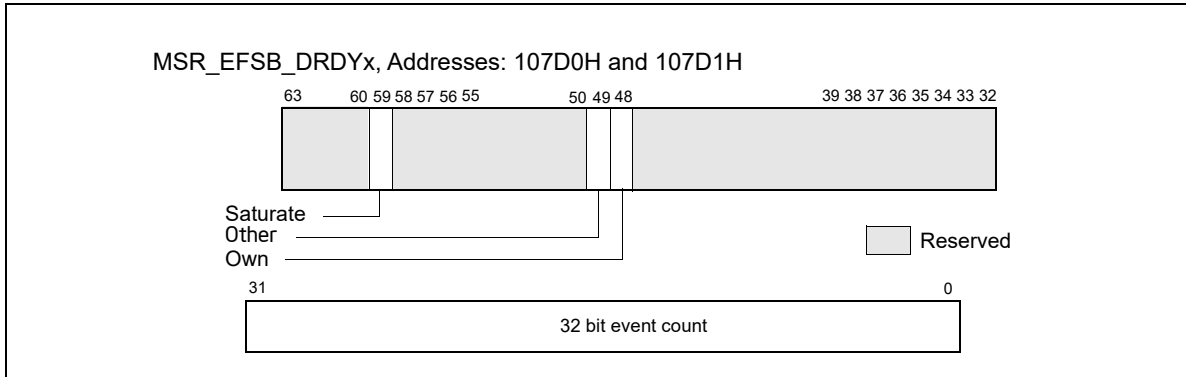 MSR_EFSB_DRDYx, Addresses: 107D0H and 107D1H
63 60 59 58 57 56 55 50 49 48 39 38 37 36 35 34 33 32
Saturate
Other
Own
Reserved
31 0
32 bit event count